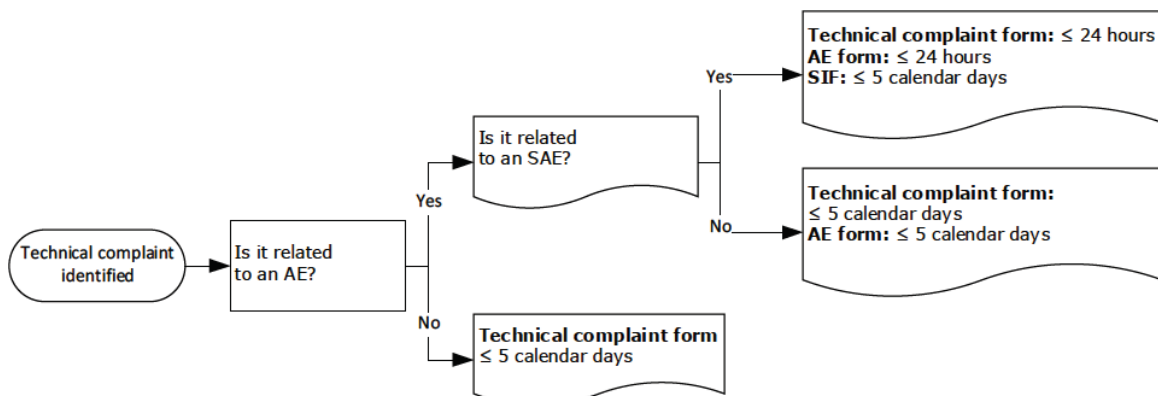 Technical complaint
identified
Is it related
to an AE?
Yes
No
Is it related
to an SAE?
Technical complaint form
≤ 5 calendar days
Yes
No
Technical complaint form: ≤ 24 hours
AE form: ≤ 24 hours
SIF: ≤ 5 calendar days
Technical complaint form:
≤ 5 calendar days
AE form: ≤ 5 calendar days